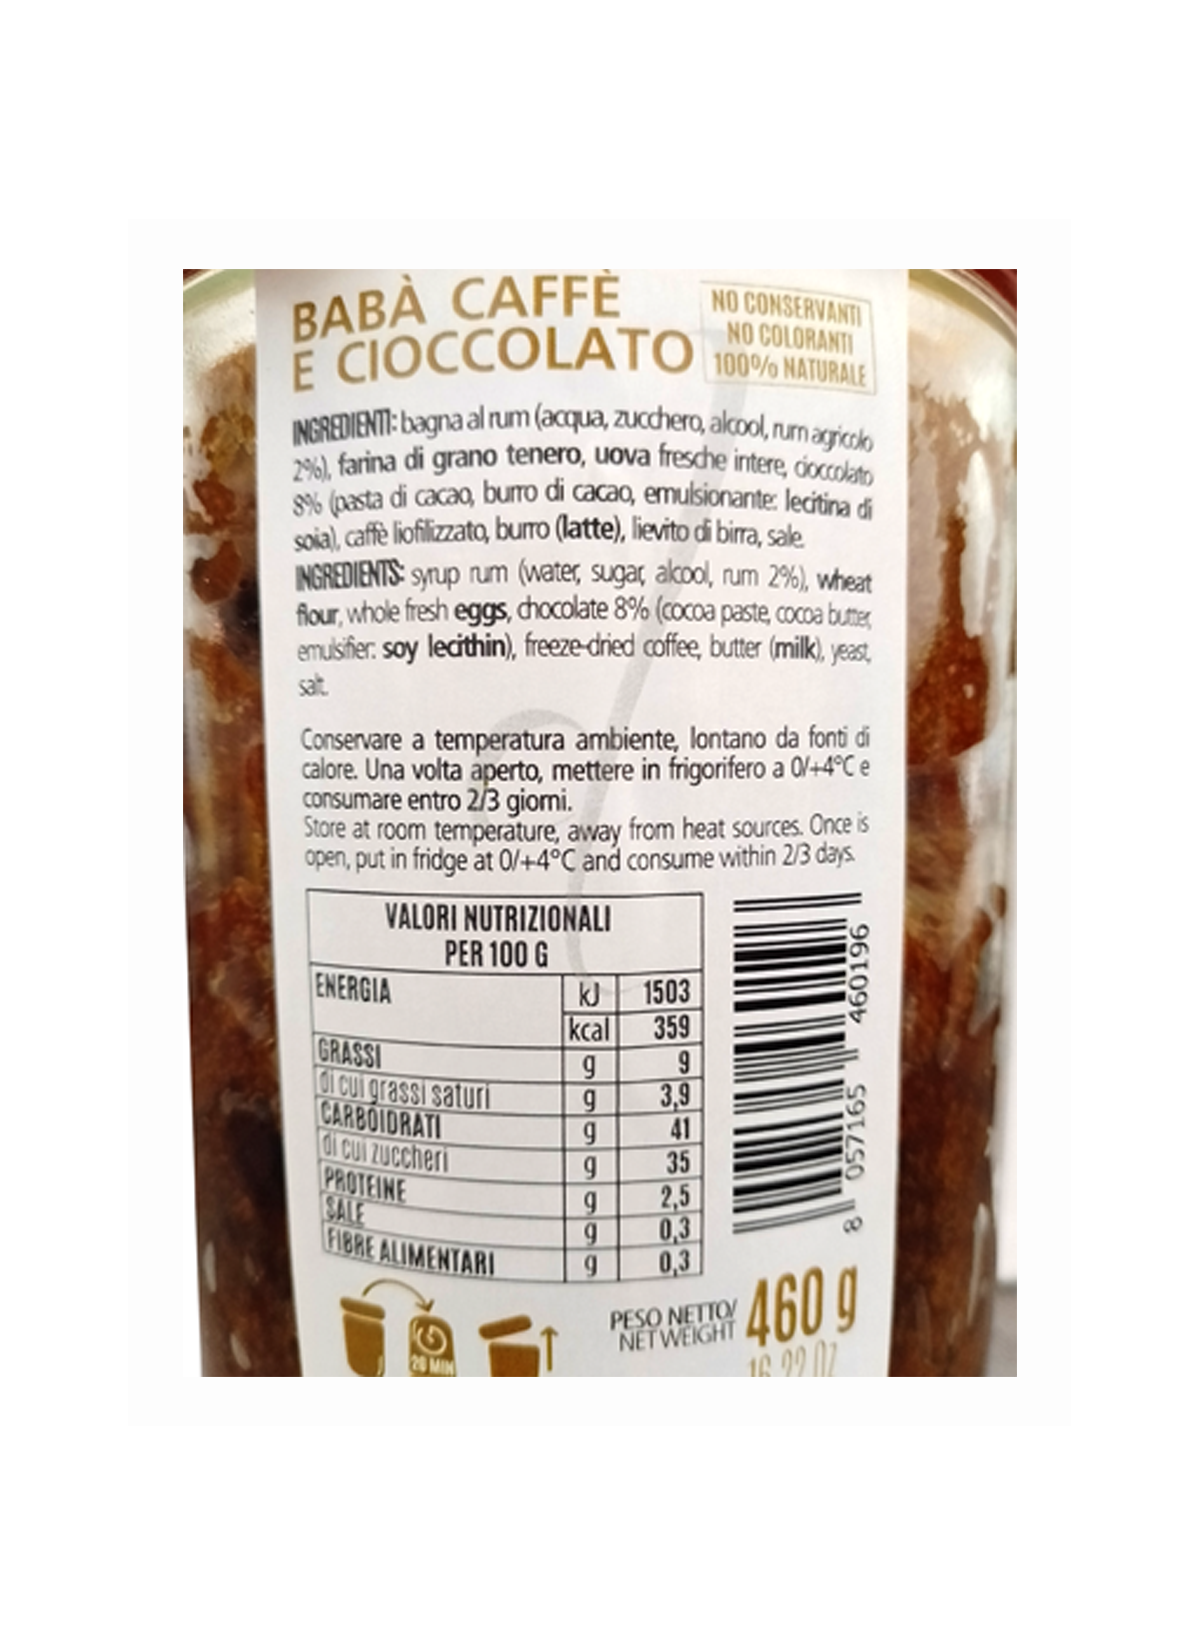 BABÀ CAFFÈ
E CIOCCOLATO
NO CONSERVANTI
NO COLORANTI
100% NATURALE
INGREDIENTI: bagna al rum (acqua, zucchero, alcool, rum agricolo
2%), farina di grano tenero, uova fresche intere, cioccolato
8% (pasta di cacao, burro di cacao, emulsionante: lecitina di
soia), caffè liofilizzato, burro (latte), lievito di birra, sale.
INGREDIENTS: syrup rum (water, sugar, alcool, rum 2%), wheat
flour, whole fresh eggs, chocolate 8% (cocoa paste, cocoa butter,
emulsifier: soy lecithin), freeze-dried coffee, butter (milk), yeast,
salt.
Conservare a temperatura ambiente, lontano da fonti di
calore. Una volta aperto, mettere in frigorifero a 0/+4°C e
consumare entro 2/3 giorni.
Store at room temperature, away from heat sources. Once is
open, put in fridge at 0/+4°C and consume within 2/3 days.
VALORI NUTRIZIONALI
PER 100 G
ENERGIA kJ 1503
kcal 359
GRASSI g 9
di cui grassi saturi g 3,9
CARBOIDRATI g 41
di cui zuccheri g 35
PROTEINE g 2,5
SALE g 0,3
FIBRE ALIMENTARI g 0,3
8 057165 460196
20 MIN
PESO NETTO/
NET WEIGHT
460 g
16.22 OZ